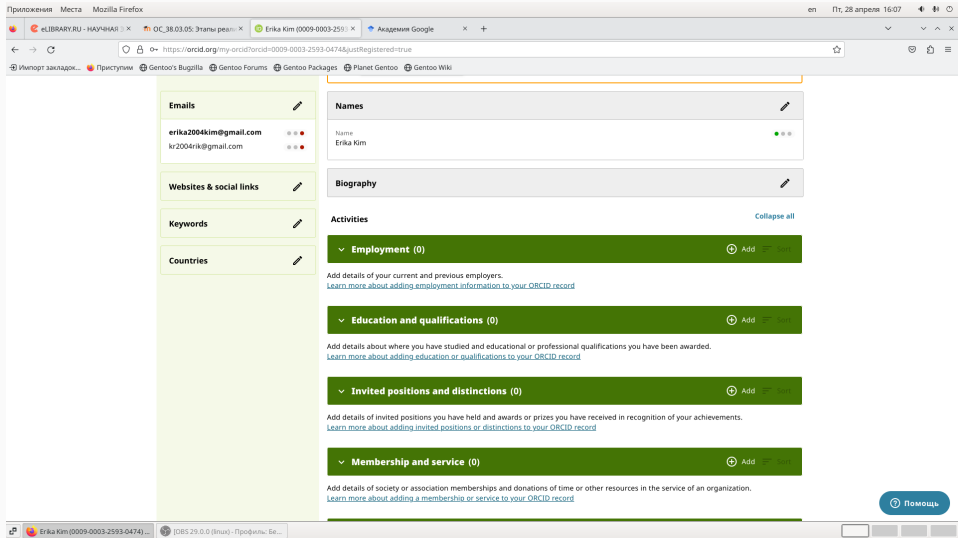 Приложения Места Mozilla Firefox en Пт, 28 апреля 16:07
eLIBRARY.RU - НАУЧНАЯ ОС_38.03.05: Этапы реали Erika Kim (0009-0003-2593 Академия Google
https://orcid.org/my-orcid?orcid=0009-0003-2593-0474&justRegistered=true
Импорт закладок... Приступим Gentoo's Bugzilla Gentoo Forums Gentoo Packages Planet Gentoo Gentoo Wiki
Emails
erika2004kim@gmail.com
kr2004rik@gmail.com
Websites & social links
Keywords
Countries
Names
Name
Erika Kim
Biography
Activities Collapse all
Employment (0) Add Sort
Add details of your current and previous employers.
Learn more about adding employment information to your ORCID record
Education and qualifications (0) Add Sort
Add details about where you have studied and educational or professional qualifications you have been awarded.
Learn more about adding education or qualifications to your ORCID record
Invited positions and distinctions (0) Add Sort
Add details of invited positions you have held and awards or prizes you have received in recognition of your achievements.
Learn more about adding invited positions or distinctions to your ORCID record
Membership and service (0) Add Sort
Add details of society or association memberships and donations of time or other resources in the service of an organization.
Learn more about adding a membership or service to your ORCID record
Помощь
Erika Kim (0009-0003-2593-0474) ... [OBS 29.0.0 (linux) - Профиль: Бе...